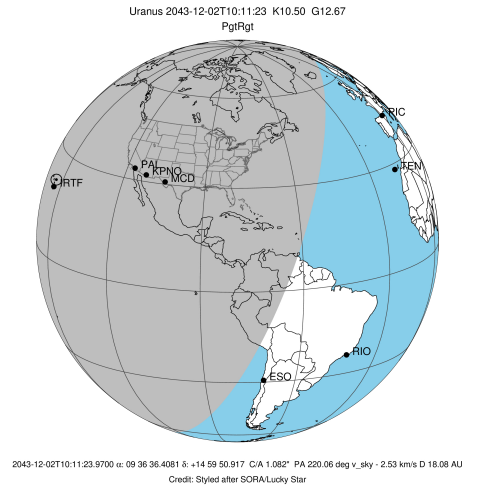 Uranus 2043-12-02T10:11:23 K10.50 G12.67
PgtRgt
PIC
TEN
PAL
KPNO
MCD
IRTF
RIO
ESO
2043-12-02T10:11:23.9700 α: 09 36 36.4081 δ: +14 59 50.917 C/A 1.082" PA 220.06 deg v_sky - 2.53 km/s D 18.08 AU
Credit: Styled after SORA/Lucky Star